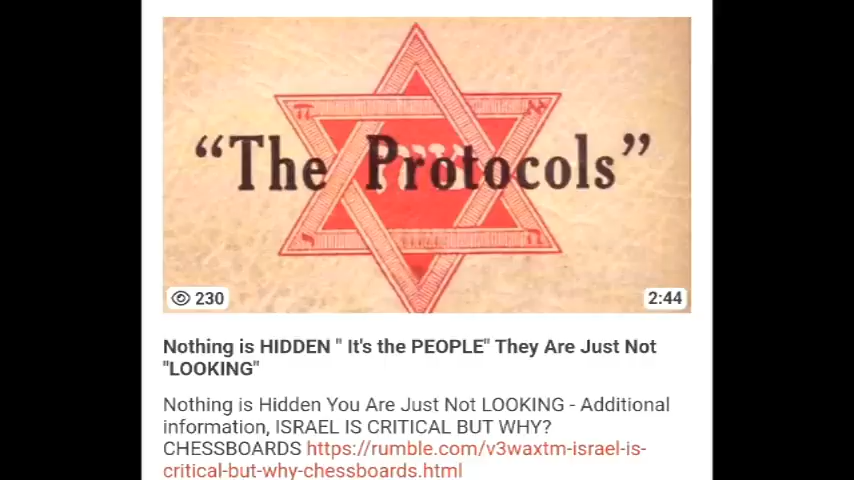 “The Protocols”
230
2:44
Nothing is HIDDEN " It's the PEOPLE" They Are Just Not
"LOOKING"
Nothing is Hidden You Are Just Not LOOKING - Additional
information, ISRAEL IS CRITICAL BUT WHY?
CHESSBOARDS https://rumble.com/v3waxtm-israel-is-
critical-but-why-chessboards.html